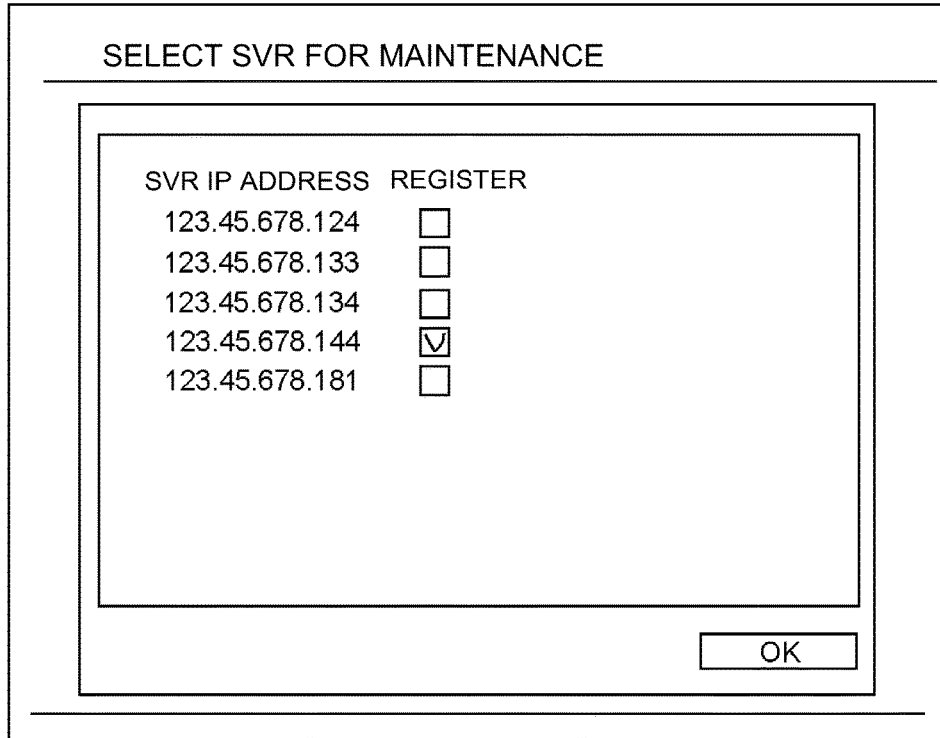 SELECT SVR FOR MAINTENANCE
SVR IP ADDRESS REGISTER
123.45.678.124
123.45.678.133
123.45.678.134
123.45.678.144
123.45.678.181
OK